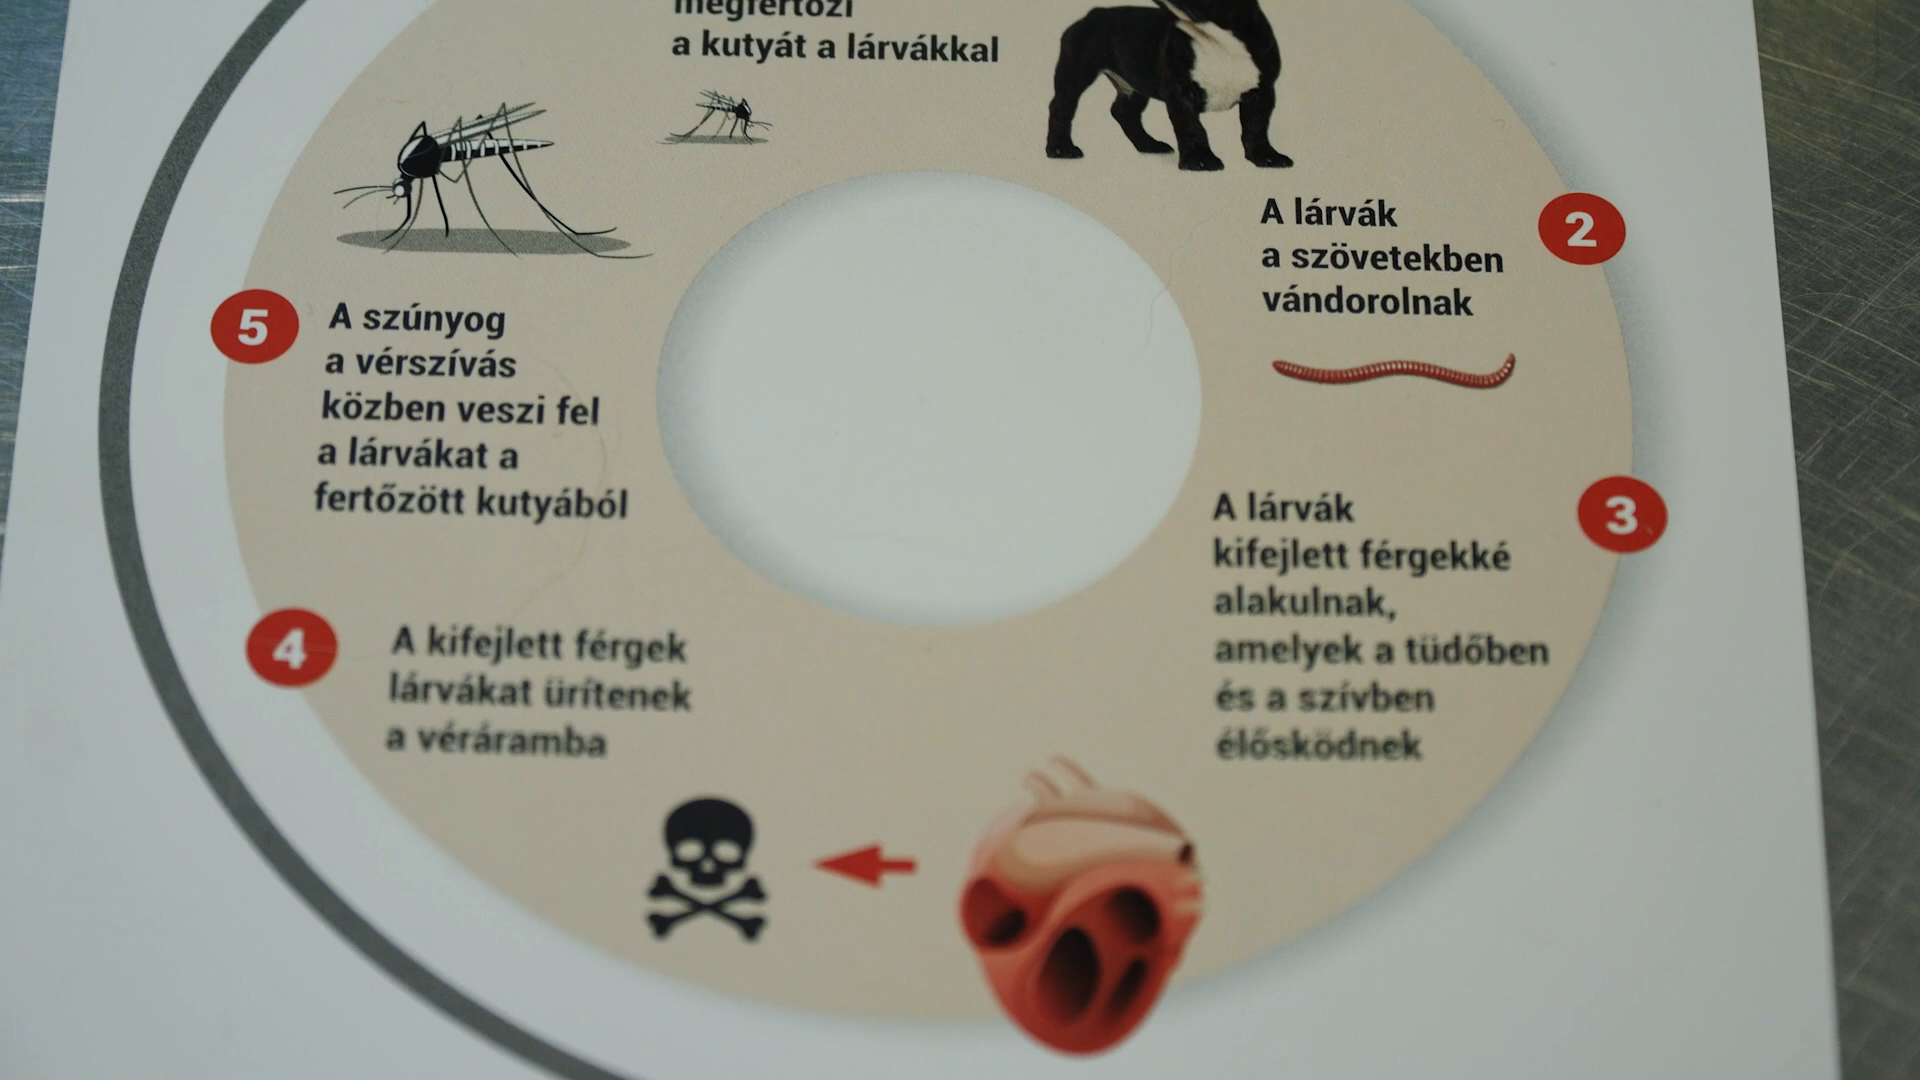 megfertőzi
a kutyát a lárvákkal
2
A lárvák
a szövetekben
vándorolnak
3
A lárvák
kifejlett férgekké
alakulnak,
amelyek a tüdőben
és a szívben
élősködnek
4
A kifejlett férgek
lárvákat ürítenek
a véráramba
5
A szúnyog
a vérszívás
közben veszi fel
a lárvákat a
fertőzött kutyából